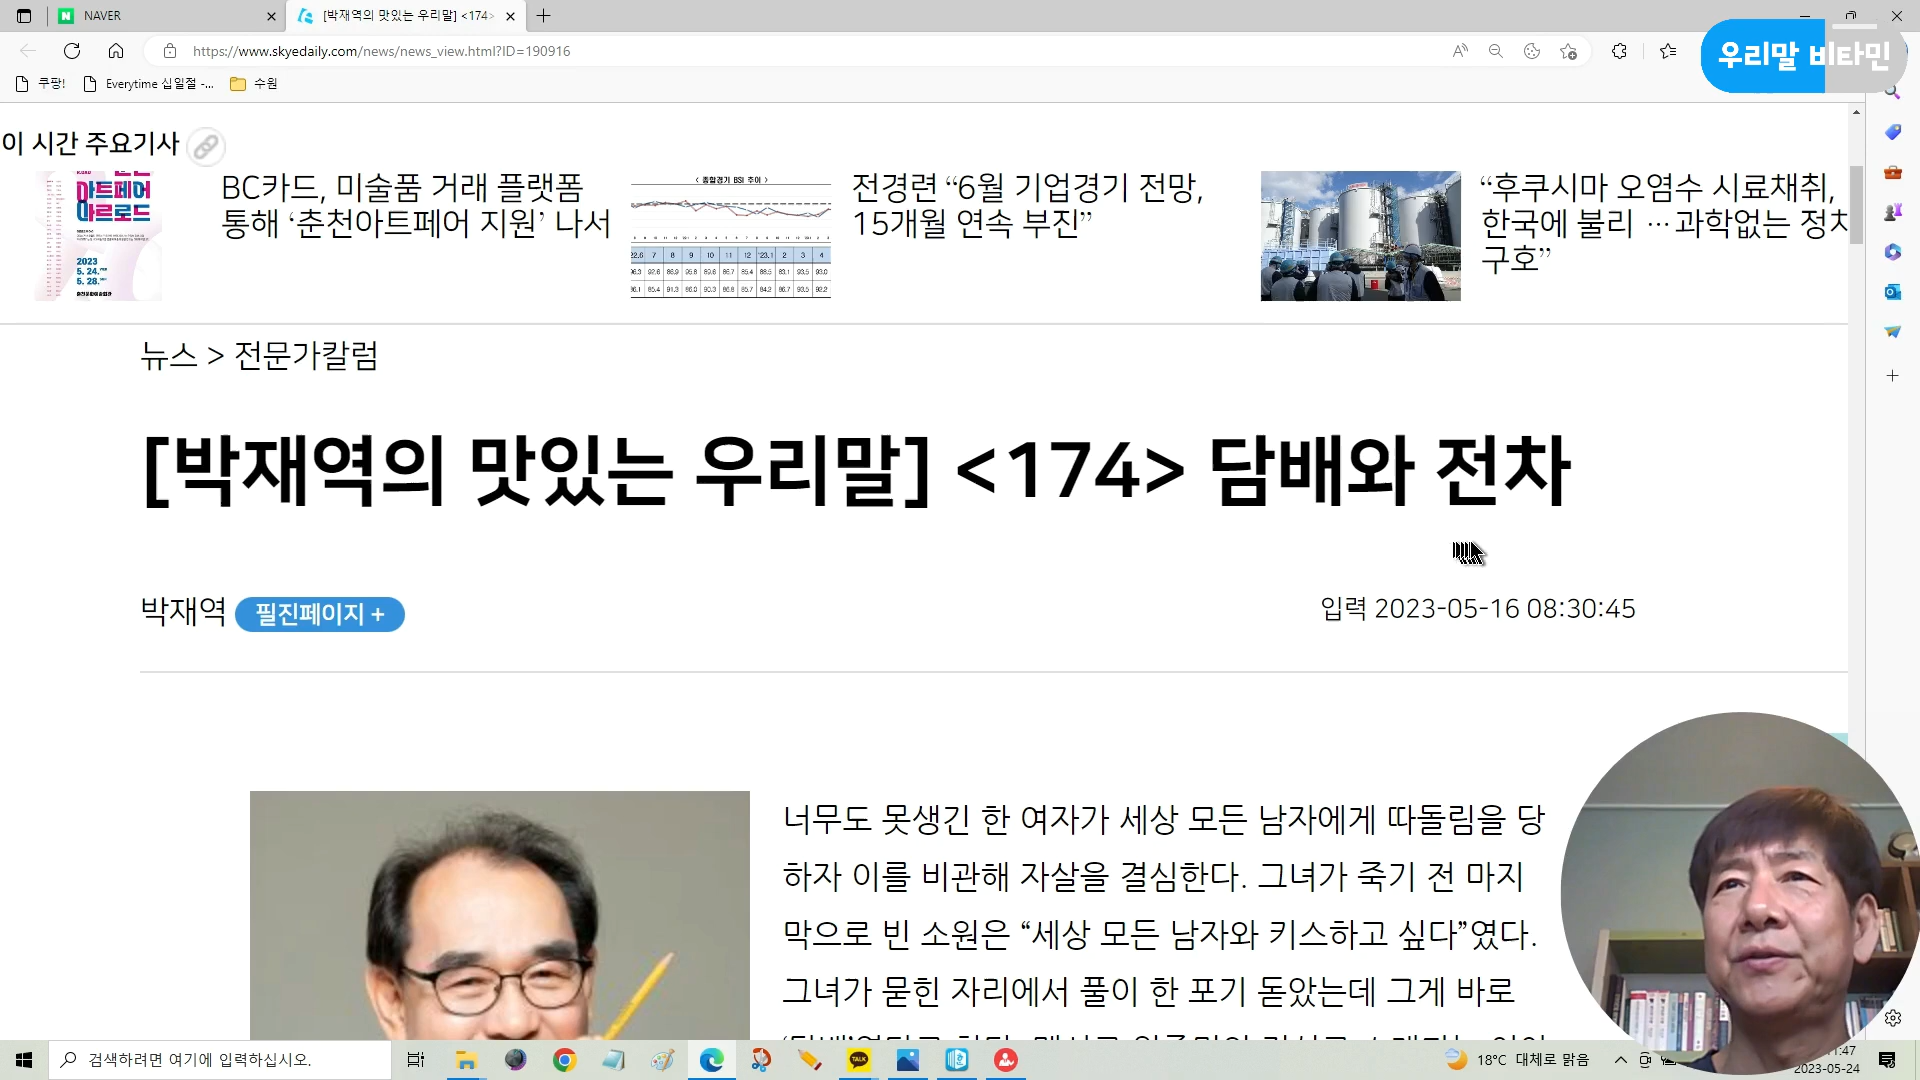 NAVER
[박재역의 맛있는 우리말] <174>
https://www.skyedaily.com/news/news_view.html?ID=190916
우리말 비타민
쿠팡!
Everytime 십일절 -...
수원
이 시간 주요기사
아트페어
아르로드
2023
5. 24.
5. 28.
BC카드, 미술품 거래 플랫폼
통해 ‘춘천아트페어 지원’ 나서
< 종합경기 BSI 추이 >
전경련 “6월 기업경기 전망,
15개월 연속 부진”
“후쿠시마 오염수 시료채취,
한국에 불리 …과학없는 정치
구호”
뉴스 > 전문가칼럼
[박재역의 맛있는 우리말] <174> 담배와 전차
박재역
필진페이지 +
입력 2023-05-16 08:30:45
너무도 못생긴 한 여자가 세상 모든 남자에게 따돌림을 당
하자 이를 비관해 자살을 결심한다. 그녀가 죽기 전 마지
막으로 빈 소원은 “세상 모든 남자와 키스하고 싶다”였다.
그녀가 묻힌 자리에서 풀이 한 포기 돋았는데 그게 바로
검색하려면 여기에 입력하십시오.
TALK
18°C 대체로 맑음
2023-05-24